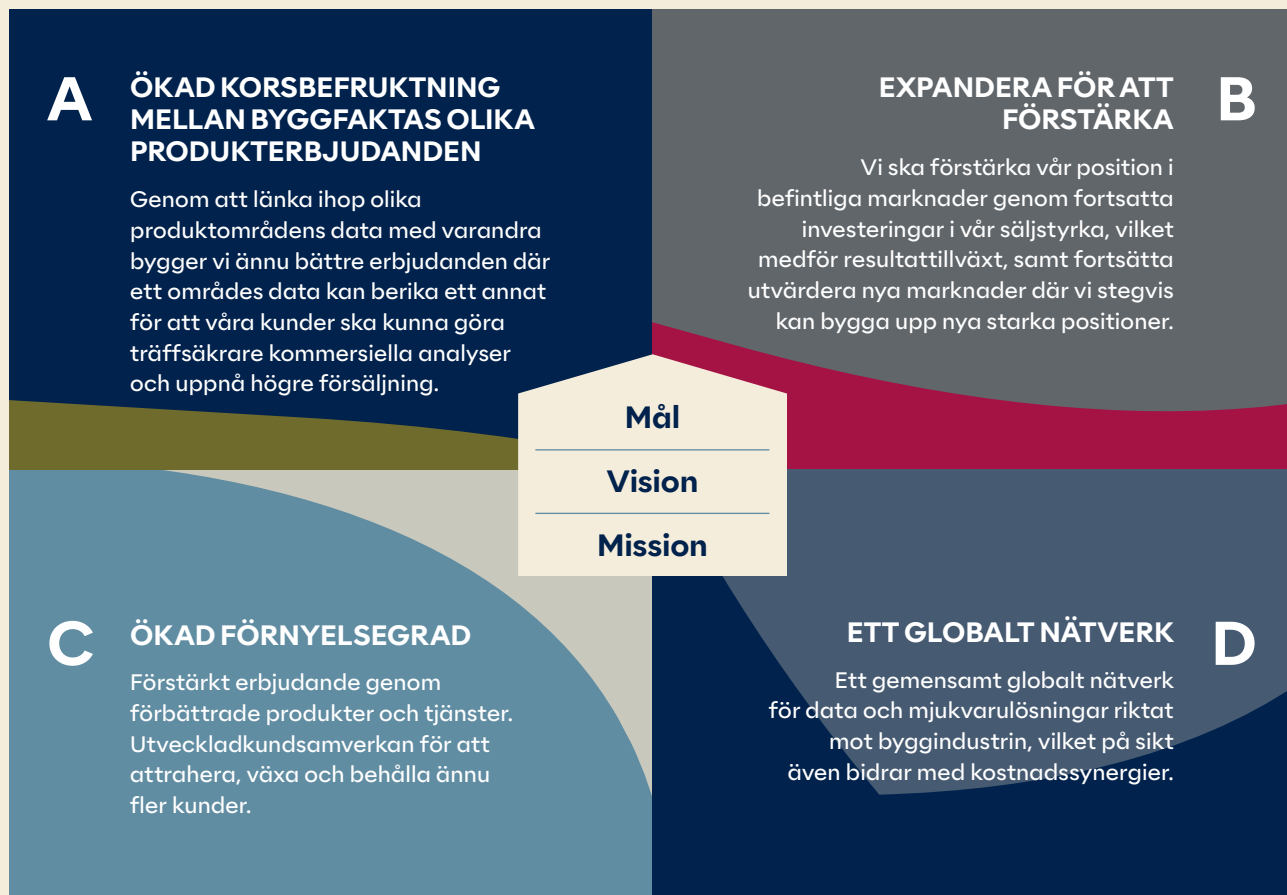 A
ÖKAD KORSBEFRUKTNING
MELLAN BYGGFAKTAS OLIKA
PRODUKTERBJUDANDEN
Genom att länka ihop olika
produktområdens data med varandra
bygger vi ännu bättre erbjudanden där
ett områdes data kan berika ett annat
för att våra kunder ska kunna göra
träffsäkrare kommersiella analyser
och uppnå högre försäljning.
B
EXPANDERA FÖR ATT
FÖRSTÄRKA
Vi ska förstärka vår position i
befintliga marknader genom fortsatta
investeringar i vår säljstyrka, vilket
medför resultattillväxt, samt fortsätta
utvärdera nya marknader där vi stegvis
kan bygga upp nya starka positioner.
Mål
Vision
Mission
C
ÖKAD FÖRNYELSEGRAD
Förstärkt erbjudande genom
förbättrade produkter och tjänster.
Utveckladkundsamverkan för att
attrahera, växa och behålla ännu
fler kunder.
D
ETT GLOBALT NÄTVERK
Ett gemensamt globalt nätverk
för data och mjukvarulösningar riktat
mot byggindustrin, vilket på sikt
även bidrar med kostnadssynergier.